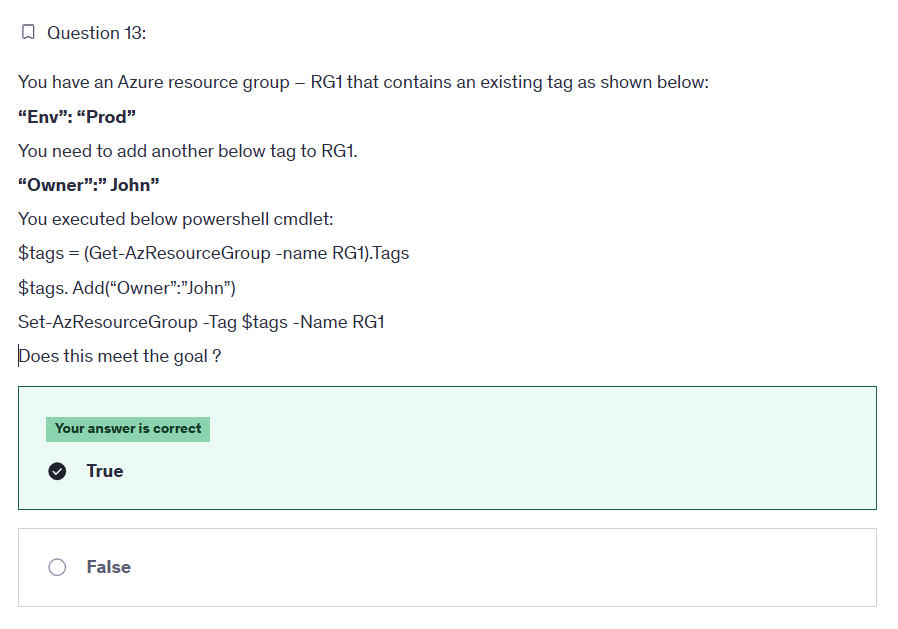 Question 13:
You have an Azure resource group – RG1 that contains an existing tag as shown below:
“Env”: “Prod”
You need to add another below tag to RG1.
“Owner”:” John”
You executed below powershell cmdlet:
$tags = (Get-AzResourceGroup -name RG1).Tags
$tags. Add(“Owner”:”John”)
Set-AzResourceGroup -Tag $tags -Name RG1
Does this meet the goal ?
Your answer is correct
True
False